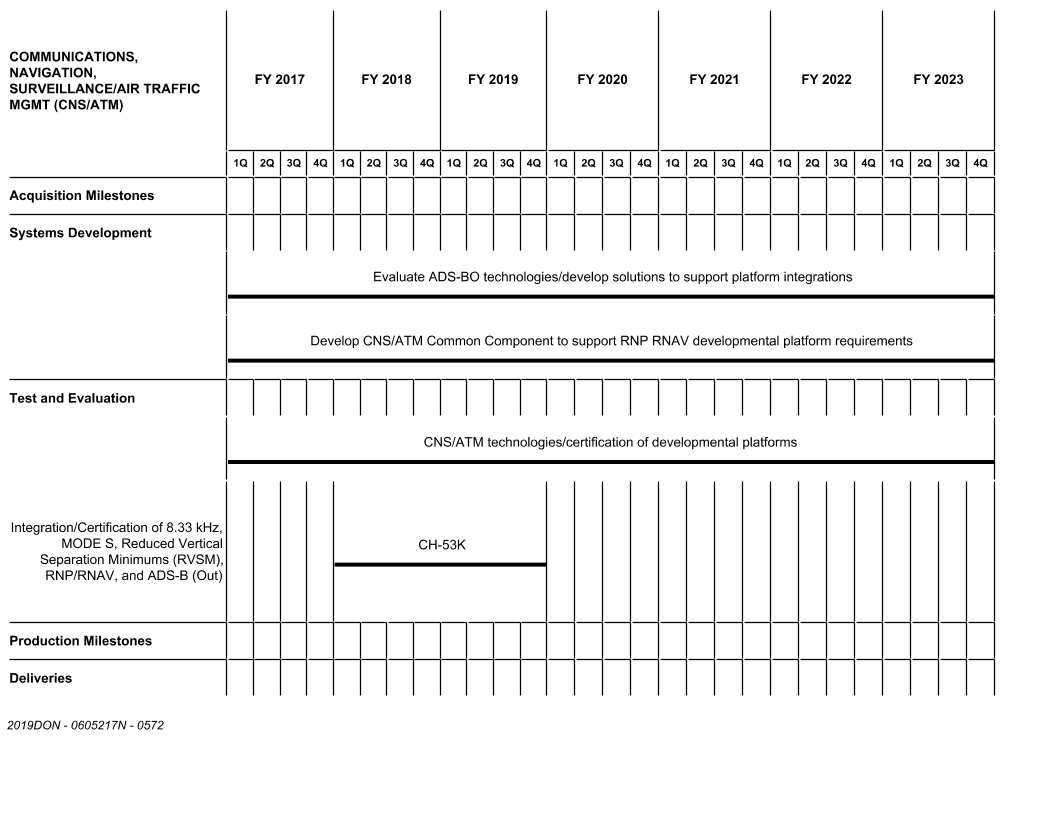 COMMUNICATIONS,
NAVIGATION,
SURVEILLANCE/AIR TRAFFIC
MGMT (CNS/ATM)
FY 2017 FY 2018 FY 2019 FY 2020 FY 2021 FY 2022 FY 2023
1Q 2Q 3Q 4Q 1Q 2Q 3Q 4Q 1Q 2Q 3Q 4Q 1Q 2Q 3Q 4Q 1Q 2Q 3Q 4Q 1Q 2Q 3Q 4Q 1Q 2Q 3Q 4Q
Acquisition Milestones
Systems Development
Evaluate ADS-BO technologies/develop solutions to support platform integrations
Develop CNS/ATM Common Component to support RNP RNAV developmental platform requirements
Test and Evaluation
CNS/ATM technologies/certification of developmental platforms
Integration/Certification of 8.33 kHz,
MODE S, Reduced Vertical
Separation Minimums (RVSM),
RNP/RNAV, and ADS-B (Out)
CH-53K
Production Milestones
Deliveries
2019DON - 0605217N - 0572